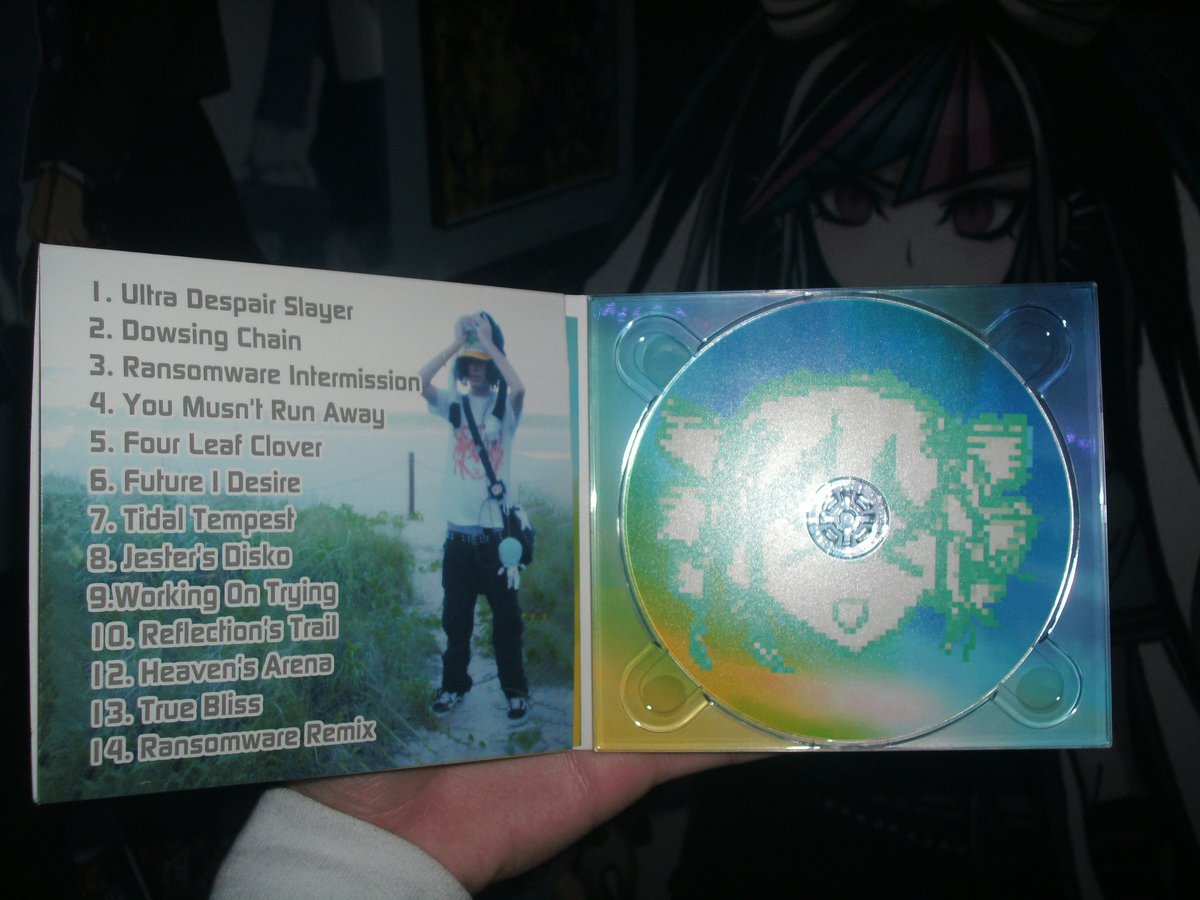 1. Ultra Despair Slayer
2. Dowsing Chain
3. Ransomware Intermission
4. You Musn't Run Away
5. Four Leaf Clover
6. Future I Desire
7. Tidal Tempest
8. Jester's Disko
9.Working On Trying
10. Reflection's Trail
12. Heaven's Arena
13. True Bliss
14. Ransomware Remix